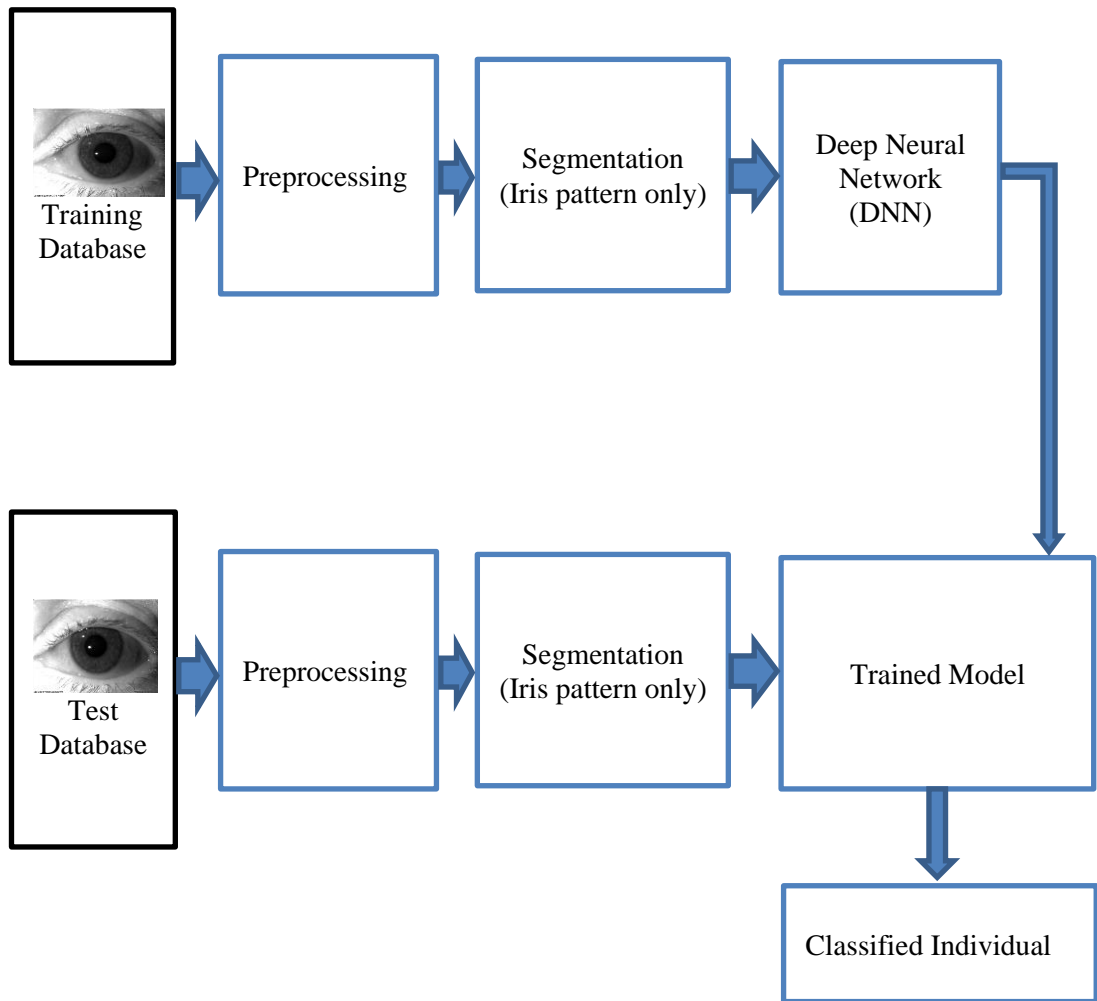 Training
Database
Preprocessing
Segmentation
(Iris pattern only)
Deep Neural
Network
(DNN)
Test
Database
Preprocessing
Segmentation
(Iris pattern only)
Trained Model
Classified Individual